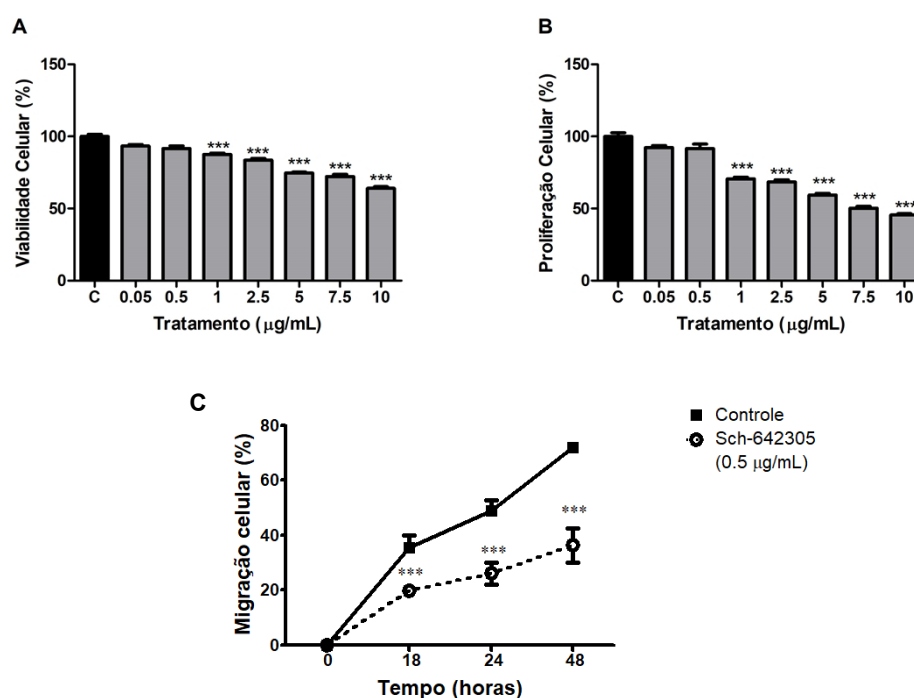 A
Viabilidade Celular (%)
150
100
50
0
***
***
***
***
***
C 0.05 0.5 1 2.5 5 7.5 10
Tratamento (µg/mL)
B
Proliferação Celular (%)
150
100
50
0
***
***
***
***
***
C 0.05 0.5 1 2.5 5 7.5 10
Tratamento (µg/mL)
C
Migração celular (%)
80
60
40
20
0
***
***
***
0 18 24 48
Tempo (horas)
Controle
Sch-642305
(0.5 µg/mL)